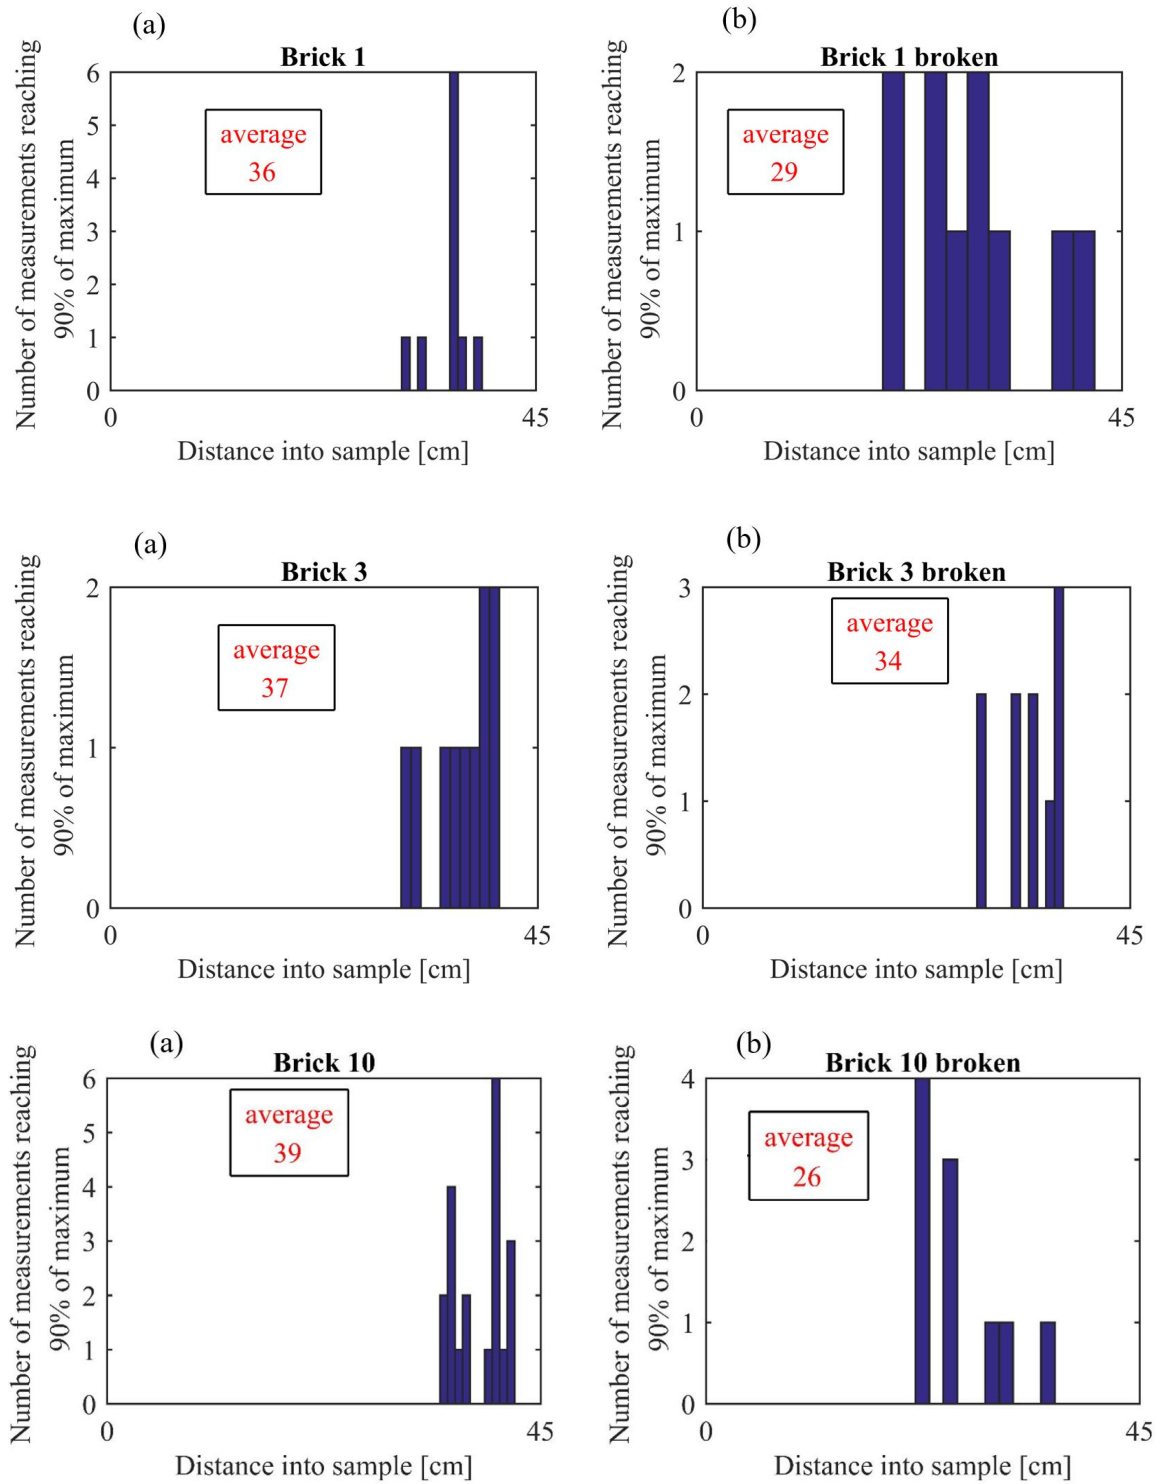 (a)
Brick 1
Number of measurements reaching
90% of maximum
6
5
4
3
2
1
0
average
36
0
45
Distance into sample [cm]
(b)
Brick 1 broken
Number of measurements reaching
90% of maximum
2
1
0
average
29
0
45
Distance into sample [cm]
(a)
Brick 3
Number of measurements reaching
90% of maximum
2
1
0
average
37
0
45
Distance into sample [cm]
(b)
Brick 3 broken
Number of measurements reaching
90% of maximum
3
2
1
0
average
34
0
45
Distance into sample [cm]
(a)
Brick 10
Number of measurements reaching
90% of maximum
6
5
4
3
2
1
0
average
39
0
45
Distance into sample [cm]
(b)
Brick 10 broken
Number of measurements reaching
90% of maximum
4
3
2
1
0
average
26
0
45
Distance into sample [cm]